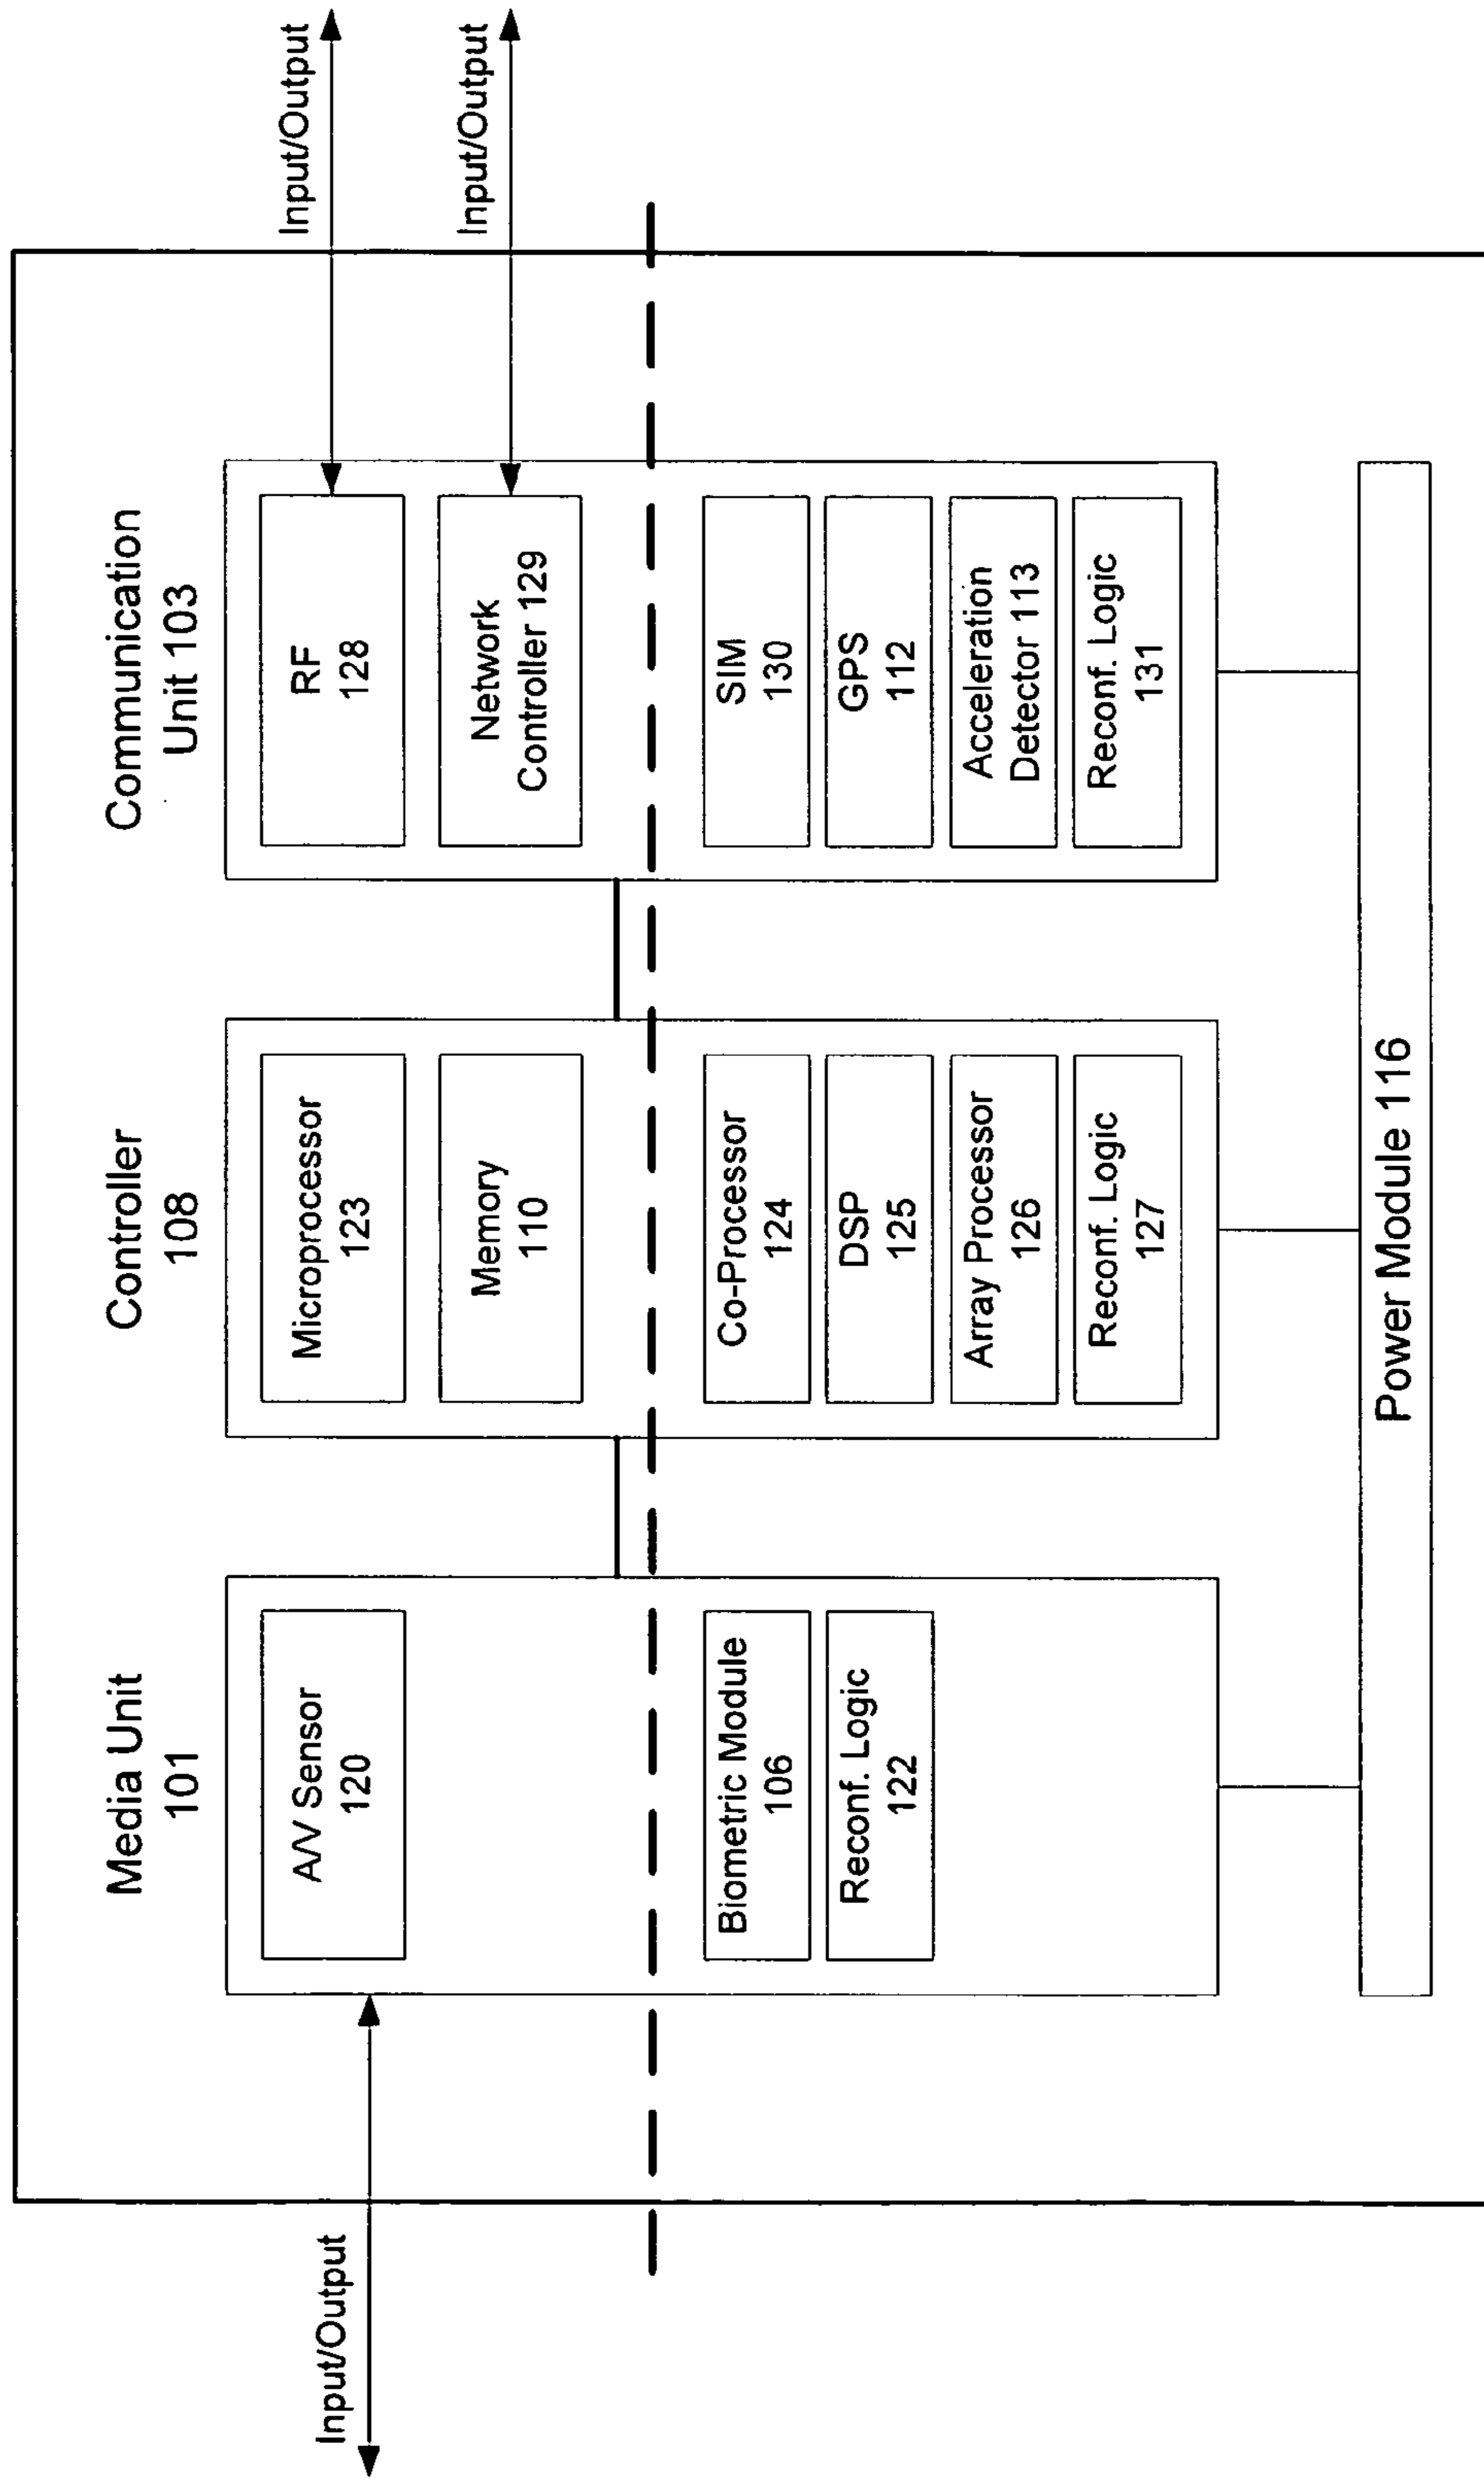 Media Unit
101
Controller
108
Communication
Unit 103
Input/Output
A/V Sensor
120
Biometric Module
106
Reconf. Logic
122
Microprocessor
123
Memory
110
Co-Processor
124
DSP
125
Array Processor
126
Reconf. Logic
127
RF
128
Network
Controller 129
SIM
130
GPS
112
Acceleration
Detector 113
Reconf. Logic
131
Input/Output
Input/Output
Power Module 116